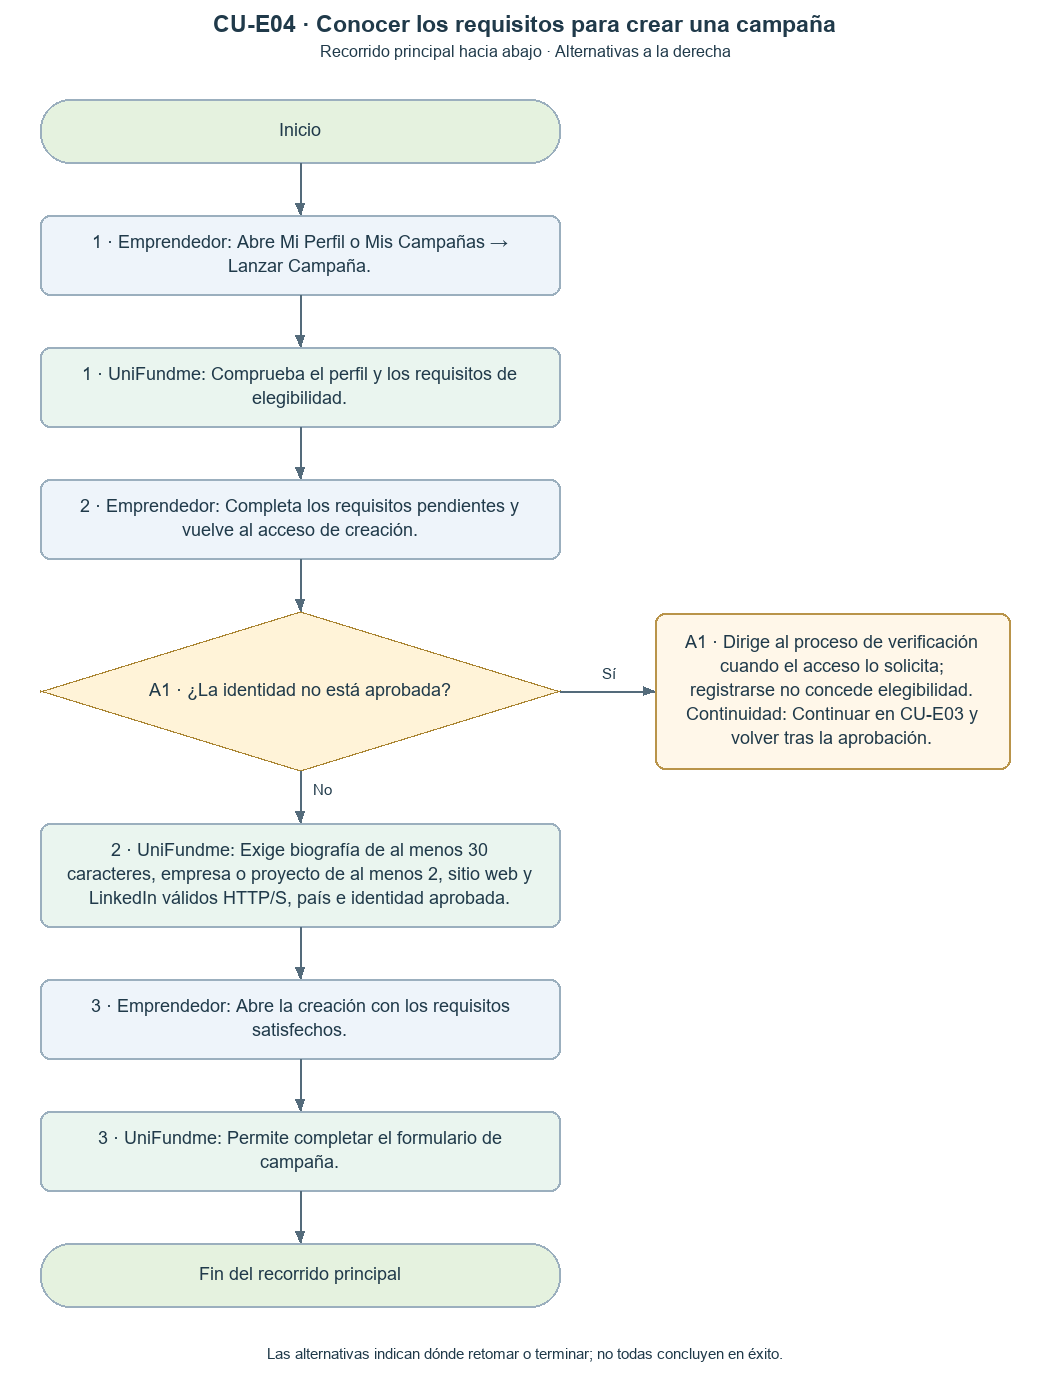 CU-E04 · Conocer los requisitos para crear una campaña
Recorrido principal hacia abajo · Alternativas a la derecha
Inicio
1 · Emprendedor: Abre Mi Perfil o Mis Campañas →
Lanzar Campaña.
1 · UniFundme: Comprueba el perfil y los requisitos de
elegibilidad.
2 · Emprendedor: Completa los requisitos pendientes y
vuelve al acceso de creación.
A1 · ¿La identidad no está aprobada?
Sí
A1 · Dirige al proceso de verificación
cuando el acceso lo solicita;
registrarse no concede elegibilidad.
Continuidad: Continuar en CU-E03 y
volver tras la aprobación.
No
2 · UniFundme: Exige biografía de al menos 30
caracteres, empresa o proyecto de al menos 2, sitio web y
LinkedIn válidos HTTP/S, país e identidad aprobada.
3 · Emprendedor: Abre la creación con los requisitos
satisfechos.
3 · UniFundme: Permite completar el formulario de
campaña.
Fin del recorrido principal
Las alternativas indican dónde retomar o terminar; no todas concluyen en éxito.